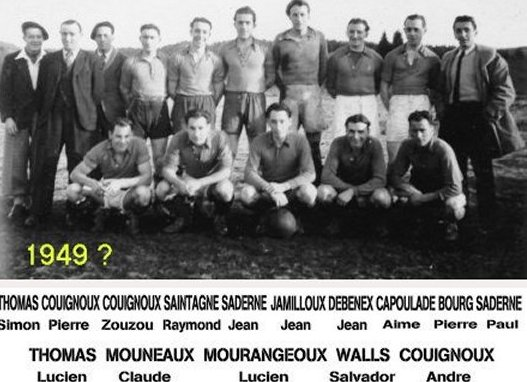 1949 ?
THOMAS COUIGNOUX COUIGNOUX SAINTAGNE SADERNE JAMILLOUX DEBENEX CAPOULADE BOURG SADERNE
Simon Pierre Zouzou Raymond Jean Jean Jean Aime Pierre Paul
THOMAS MOUNEAUX MOURANGEOUX WALLS COUIGNOUX
Lucien Claude Lucien Salvador Andre